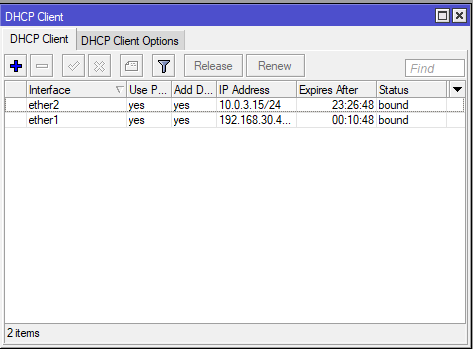 DHCP Client
DHCP Client DHCP Client Options
Release Renew Find
Interface Use P... Add D... IP Address Expires After Status
ether2 yes yes 10.0.3.15/24 23:26:48 bound
ether1 yes yes 192.168.30.4... 00:10:48 bound
2 items